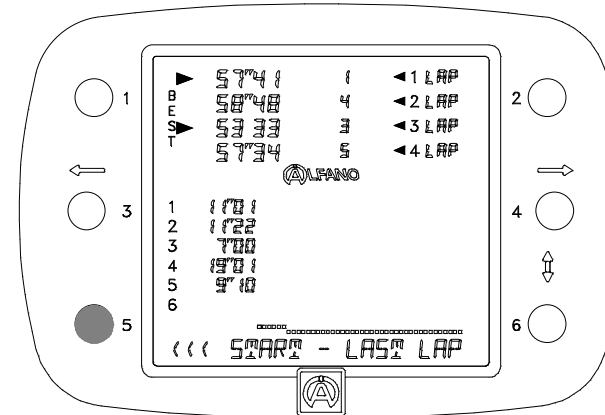 57"41 1 ◄1 LAP
58"48 4 ◄2 LAP
53 33 3 ◄3 LAP
57"34 5 ◄4 LAP
BEST
ALFANO
1 11"01
2 11"22
3 7"00
4 19"01
5 9"10
6
<<< SMART - LAST LAP
1
2
3
4
5
6
A